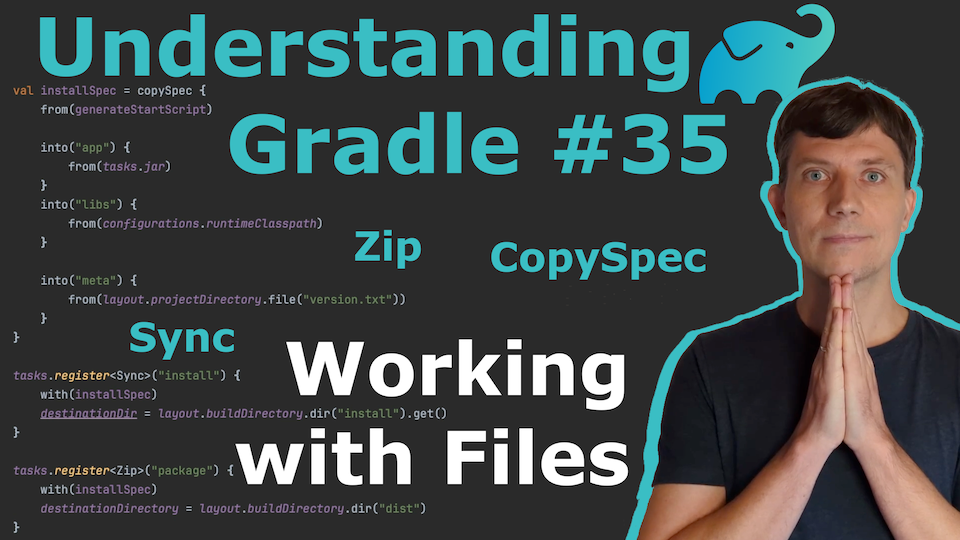 Understanding
Gradle #35
val installSpec = copySpec {
from(generateStartScript)
into("app") {
from(tasks.jar)
}
into("libs") {
from(configurations.runtimeClasspath)
}
into("meta") {
from(layout.projectDirectory.file("version.txt"))
}
}
Zip
CopySpec
Sync
Working
with Files
tasks.register<Sync>("install") {
with(installSpec)
destinationDir = layout.buildDirectory.dir("install").get()
}
tasks.register<Zip>("package") {
with(installSpec)
destinationDirectory = layout.buildDirectory.dir("dist")
}